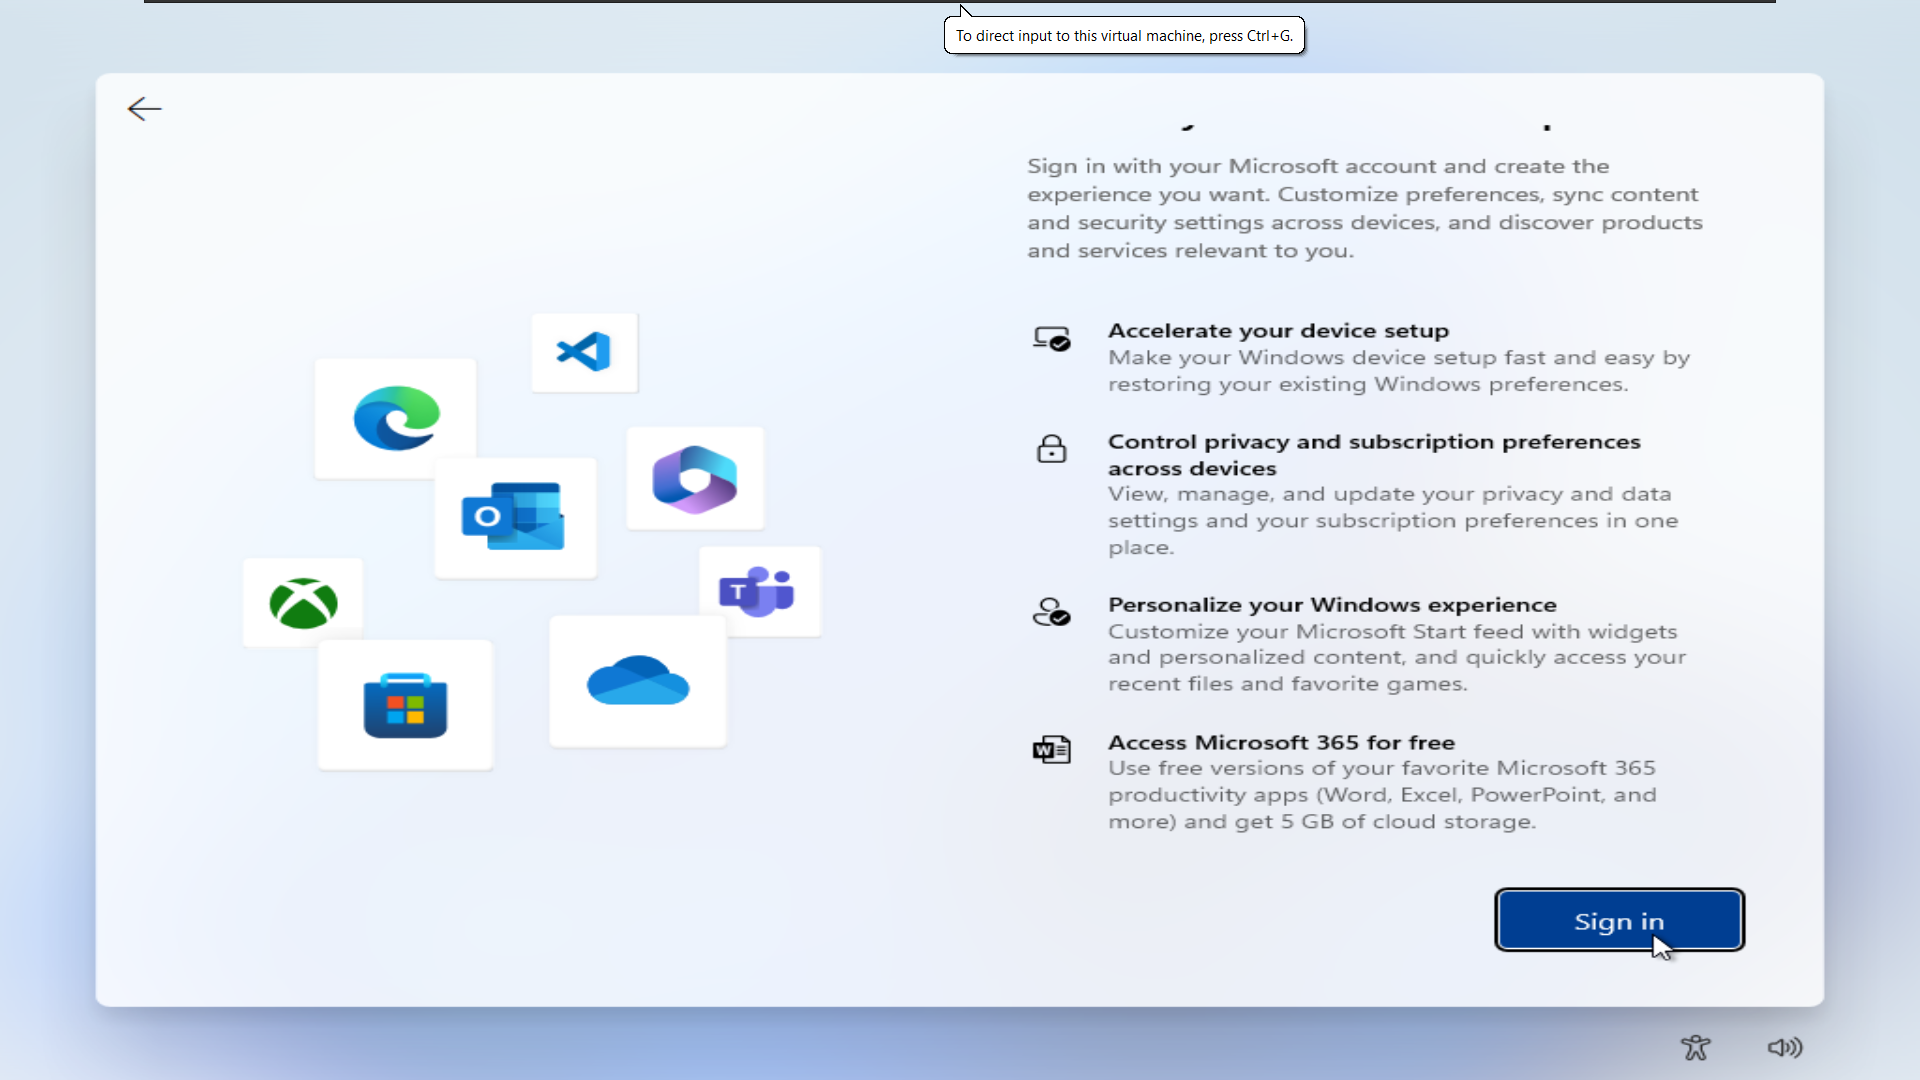 To direct input to this virtual machine, press Ctrl+G.
Sign in with your Microsoft account and create the
experience you want. Customize preferences, sync content
and security settings across devices, and discover products
and services relevant to you.
Accelerate your device setup
Make your Windows device setup fast and easy by
restoring your existing Windows preferences.
Control privacy and subscription preferences
across devices
View, manage, and update your privacy and data
settings and your subscription preferences in one
place.
Personalize your Windows experience
Customize your Microsoft Start feed with widgets
and personalized content, and quickly access your
recent files and favorite games.
Access Microsoft 365 for free
Use free versions of your favorite Microsoft 365
productivity apps (Word, Excel, PowerPoint, and
more) and get 5 GB of cloud storage.
Sign in